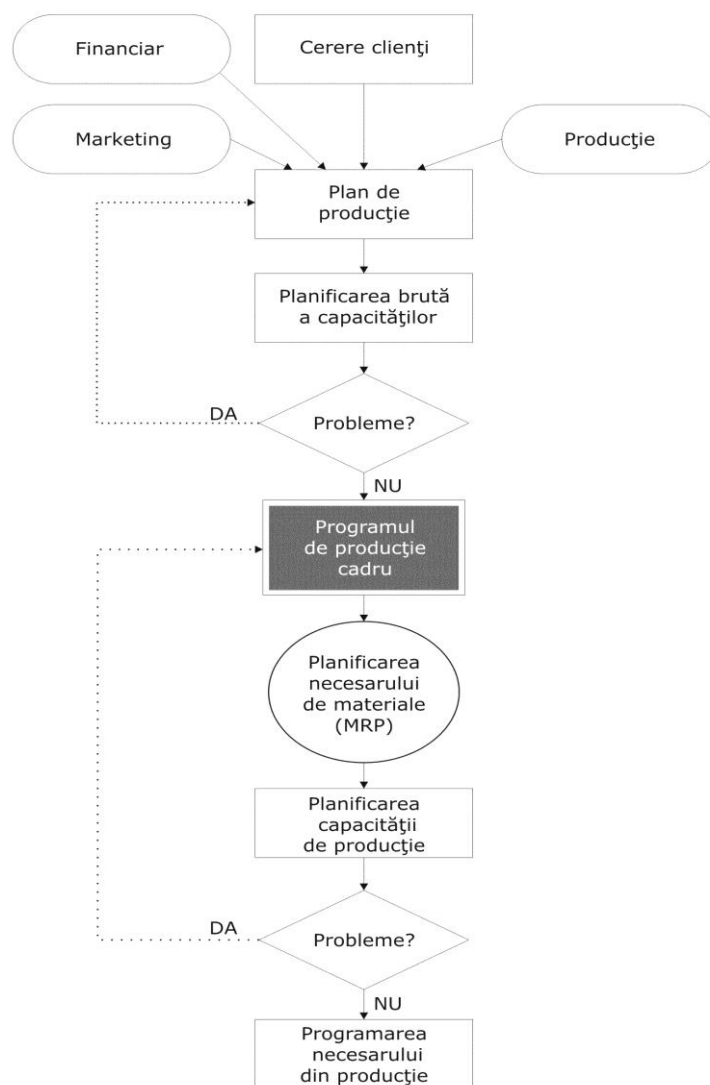 Financiar
Cerere clienţi
Marketing
Producţie
Plan de
producţie
Planificarea brută
a capacităţilor
DA
Probleme?
NU
Programul
de producţie
cadru
Planificarea
necesarului
de materiale
(MRP)
Planificarea
capacităţii
de producţie
DA
Probleme?
NU
Programarea
necesarului
din producţie